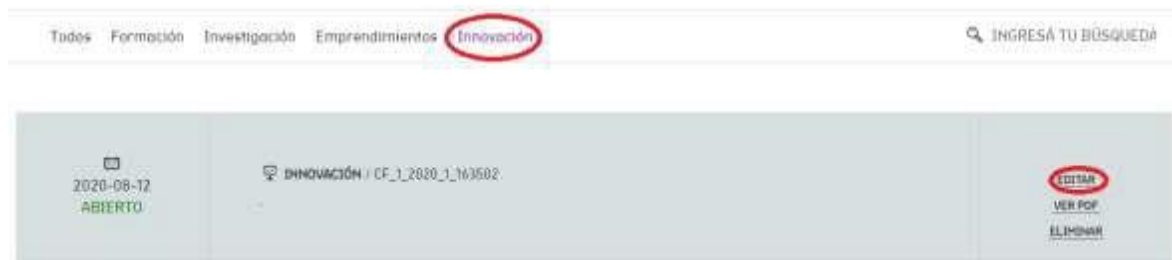 Todos Formación Investigación Emprendimientos Innovación INGRESÁ TU BÚSQUEDA
2020-08-12
ABIERTO
INNOVACIÓN / CF_1_2020_1_163502
EDITAR
VER PDF
ELIMINAR